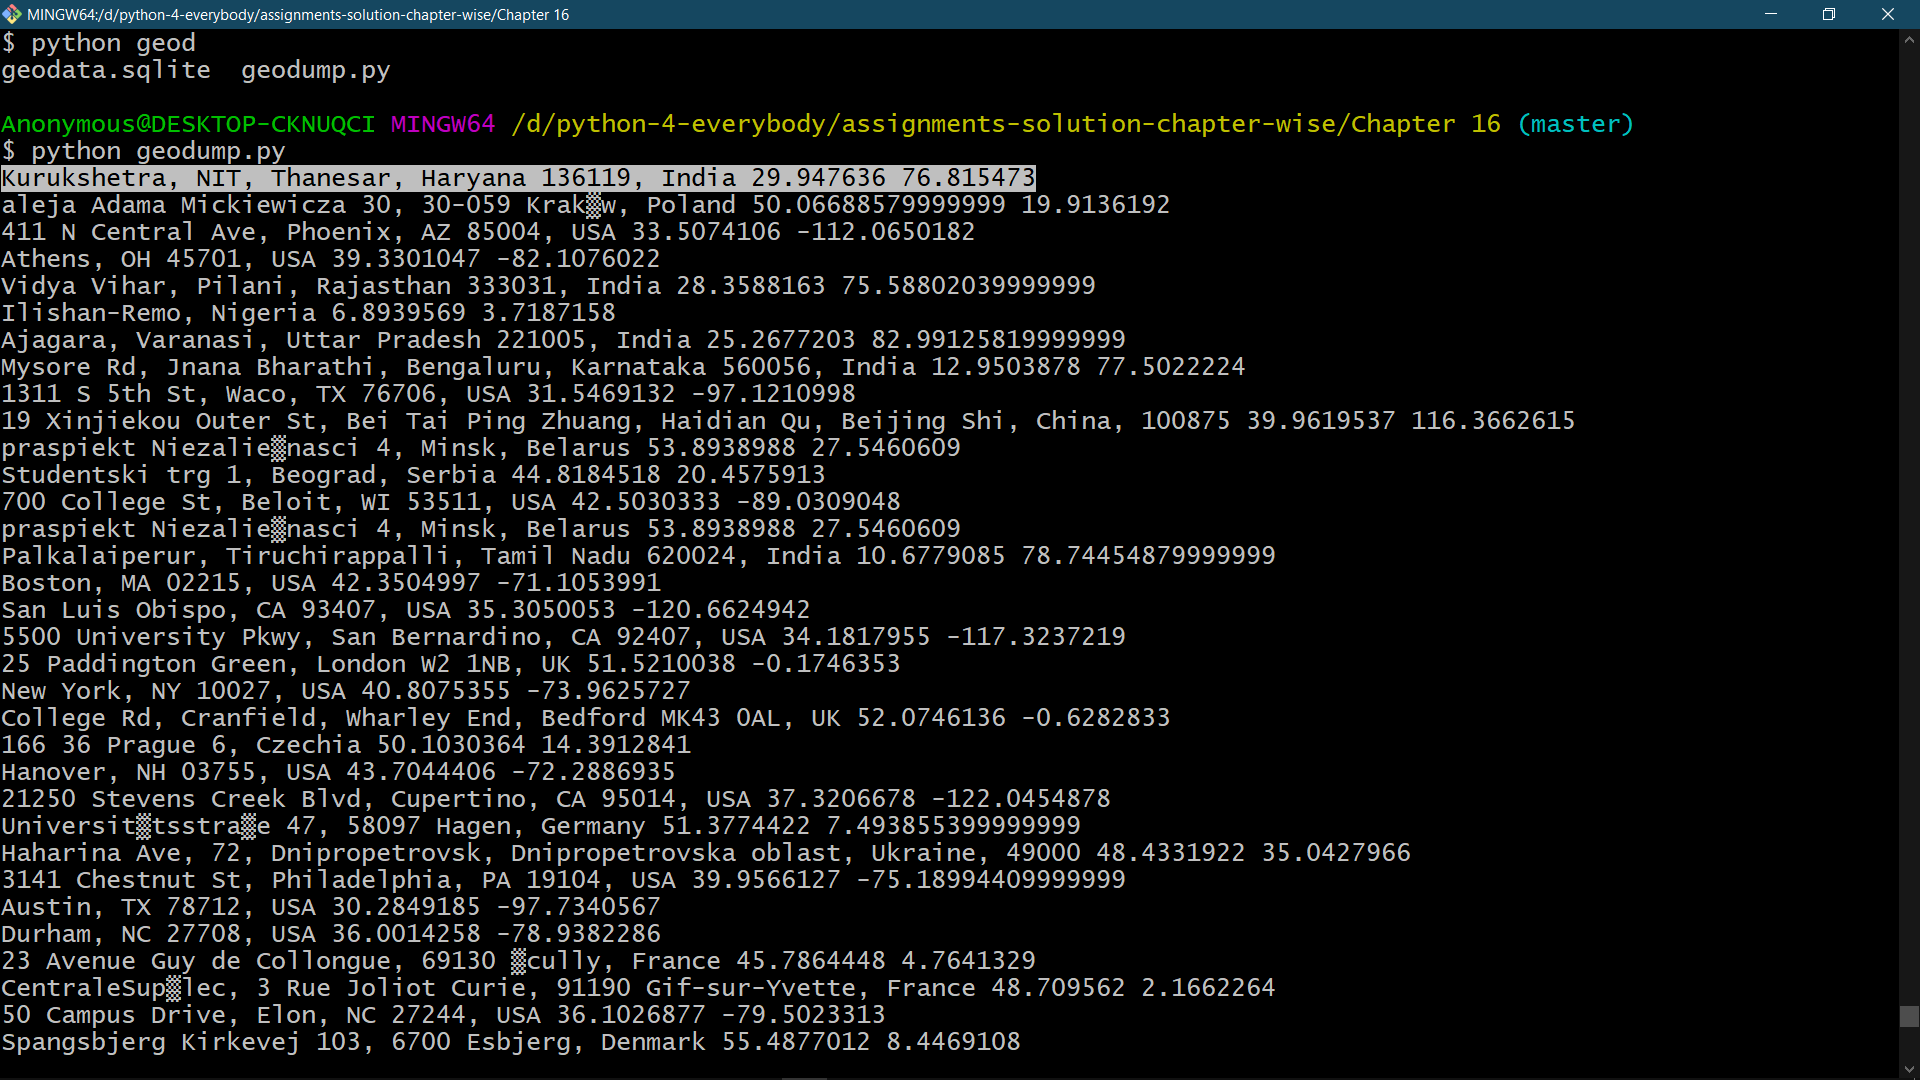 MINGW64:/d/python-4-everybody/assignments-solution-chapter-wise/Chapter 16
$ python geod
geodata.sqlite  geodump.py
Anonymous@DESKTOP-CKNUQCI MINGW64 /d/python-4-everybody/assignments-solution-chapter-wise/Chapter 16 (master)
$ python geodump.py
Kurukshetra, NIT, Thanesar, Haryana 136119, India 29.947636 76.815473
aleja Adama Mickiewicza 30, 30-059 Krak▒w, Poland 50.06688579999999 19.9136192
411 N Central Ave, Phoenix, AZ 85004, USA 33.5074106 -112.0650182
Athens, OH 45701, USA 39.3301047 -82.1076022
Vidya Vihar, Pilani, Rajasthan 333031, India 28.3588163 75.58802039999999
Ilishan-Remo, Nigeria 6.8939569 3.7187158
Ajagara, Varanasi, Uttar Pradesh 221005, India 25.2677203 82.99125819999999
Mysore Rd, Jnana Bharathi, Bengaluru, Karnataka 560056, India 12.9503878 77.5022224
1311 S 5th St, Waco, TX 76706, USA 31.5469132 -97.1210998
19 Xinjiekou Outer St, Bei Tai Ping Zhuang, Haidian Qu, Beijing Shi, China, 100875 39.9619537 116.3662615
praspiekt Niezalie▒nasci 4, Minsk, Belarus 53.8938988 27.5460609
Studentski trg 1, Beograd, Serbia 44.8184518 20.4575913
700 College St, Beloit, WI 53511, USA 42.5030333 -89.0309048
praspiekt Niezalie▒nasci 4, Minsk, Belarus 53.8938988 27.5460609
Palkalaiperur, Tiruchirappalli, Tamil Nadu 620024, India 10.6779085 78.74454879999999
Boston, MA 02215, USA 42.3504997 -71.1053991
San Luis Obispo, CA 93407, USA 35.3050053 -120.6624942
5500 University Pkwy, San Bernardino, CA 92407, USA 34.1817955 -117.3237219
25 Paddington Green, London W2 1NB, UK 51.5210038 -0.1746353
New York, NY 10027, USA 40.8075355 -73.9625727
College Rd, Cranfield, Wharley End, Bedford MK43 0AL, UK 52.0746136 -0.6282833
166 36 Prague 6, Czechia 50.1030364 14.3912841
Hanover, NH 03755, USA 43.7044406 -72.2886935
21250 Stevens Creek Blvd, Cupertino, CA 95014, USA 37.3206678 -122.0454878
Universit▒tsstra▒e 47, 58097 Hagen, Germany 51.3774422 7.493855399999999
Haharina Ave, 72, Dnipropetrovsk, Dnipropetrovska oblast, Ukraine, 49000 48.4331922 35.0427966
3141 Chestnut St, Philadelphia, PA 19104, USA 39.9566127 -75.18994409999999
Austin, TX 78712, USA 30.2849185 -97.7340567
Durham, NC 27708, USA 36.0014258 -78.9382286
23 Avenue Guy de Collongue, 69130 ▒cully, France 45.7864448 4.7641329
CentraleSup▒lec, 3 Rue Joliot Curie, 91190 Gif-sur-Yvette, France 48.709562 2.1662264
50 Campus Drive, Elon, NC 27244, USA 36.1026877 -79.5023313
Spangsbjerg Kirkevej 103, 6700 Esbjerg, Denmark 55.4877012 8.4469108